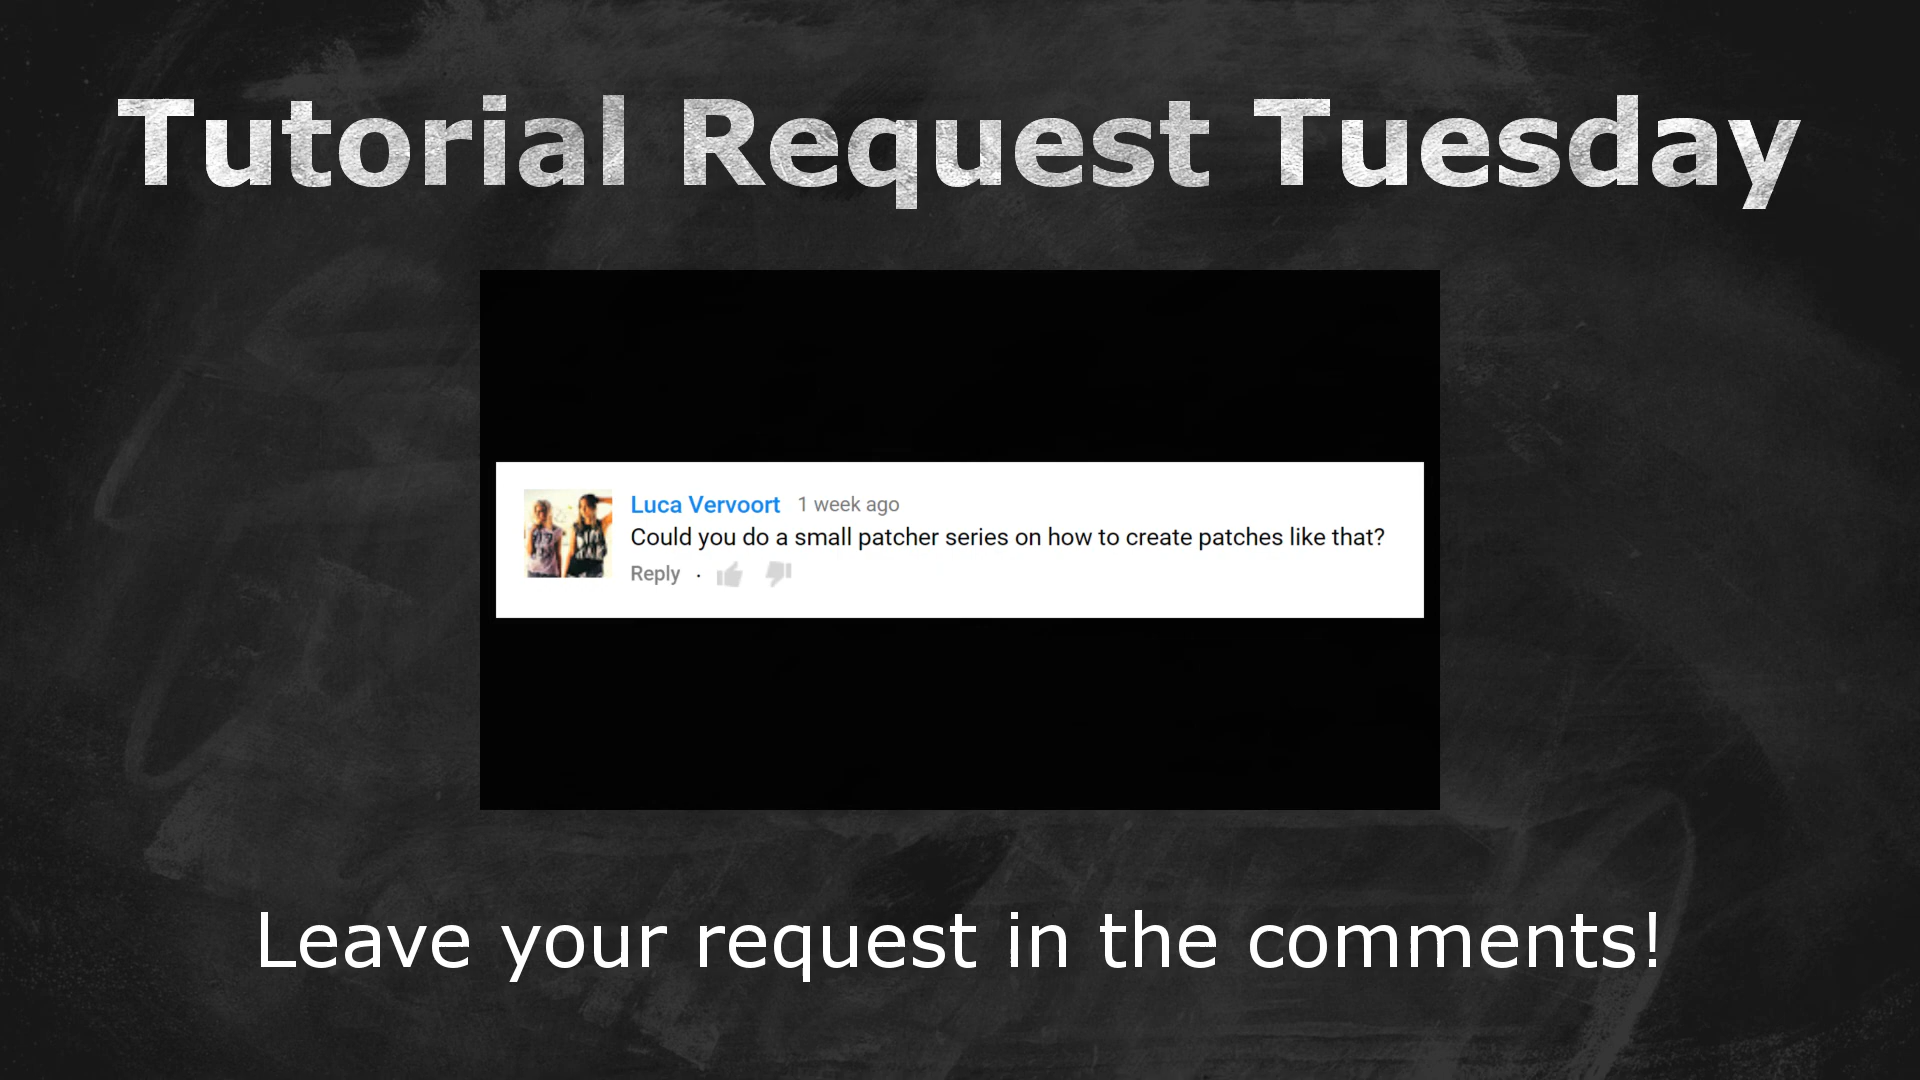 Tutorial Request Tuesday
Luca Vervoort 1 week ago
Could you do a small patcher series on how to create patches like that?
Reply ·
Leave your request in the comments!